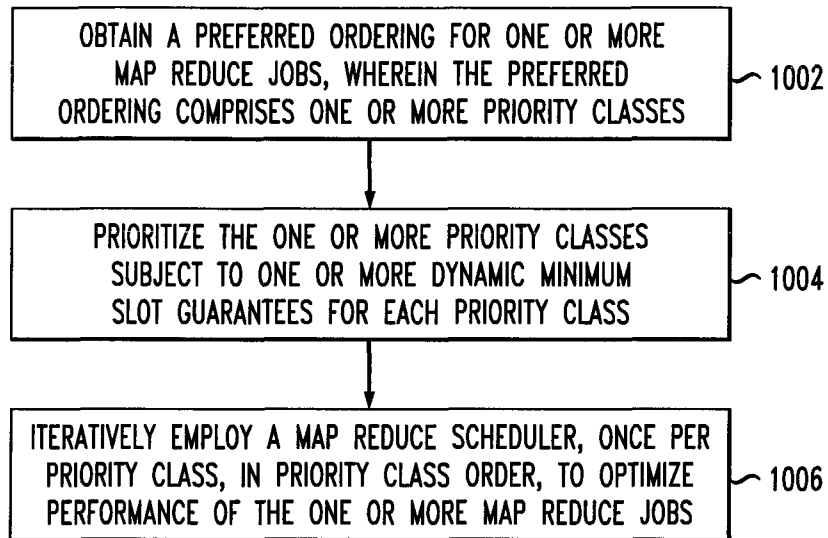 OBTAIN A PREFERRED ORDERING FOR ONE OR MORE
MAP REDUCE JOBS, WHEREIN THE PREFERRED
ORDERING COMPRISES ONE OR MORE PRIORITY CLASSES
1002
PRIORITIZE THE ONE OR MORE PRIORITY CLASSES
SUBJECT TO ONE OR MORE DYNAMIC MINIMUM
SLOT GUARANTEES FOR EACH PRIORITY CLASS
1004
ITERATIVELY EMPLOY A MAP REDUCE SCHEDULER, ONCE PER
PRIORITY CLASS, IN PRIORITY CLASS ORDER, TO OPTIMIZE
PERFORMANCE OF THE ONE OR MORE MAP REDUCE JOBS
1006